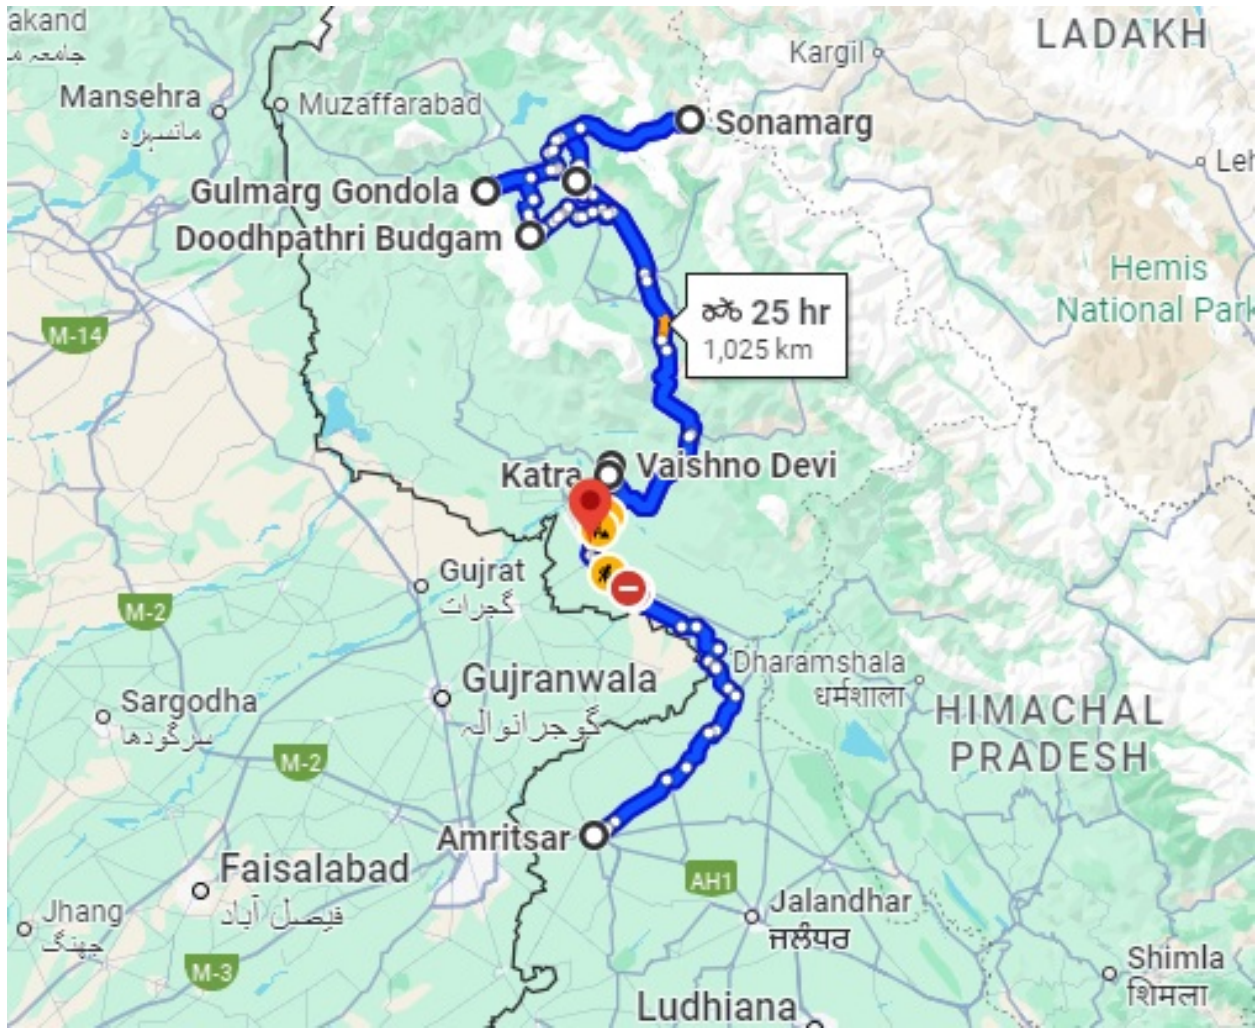 akand
جامعہ م
LADAKH
Kargil
Mansehra
مانسہرہ
Muzaffarabad
Sonamarg
Leh
Gulmarg Gondola
Doodhpathri Budgam
Hemis
National Park
25 hr
1,025 km
M-14
Katra
Vaishno Devi
Gujrat
گجرات
M-2
Dharamshala
धर्मशाला
Sargodha
سرگودھا
Gujranwala
گوجرانوالہ
HIMACHAL
PRADESH
M-2
Amritsar
Faisalabad
فیصل آباد
AH1
Jhang
جھنگ
Jalandhar
ਜਲੰਧਰ
M-3
Shimla
शिमला
Ludhiana